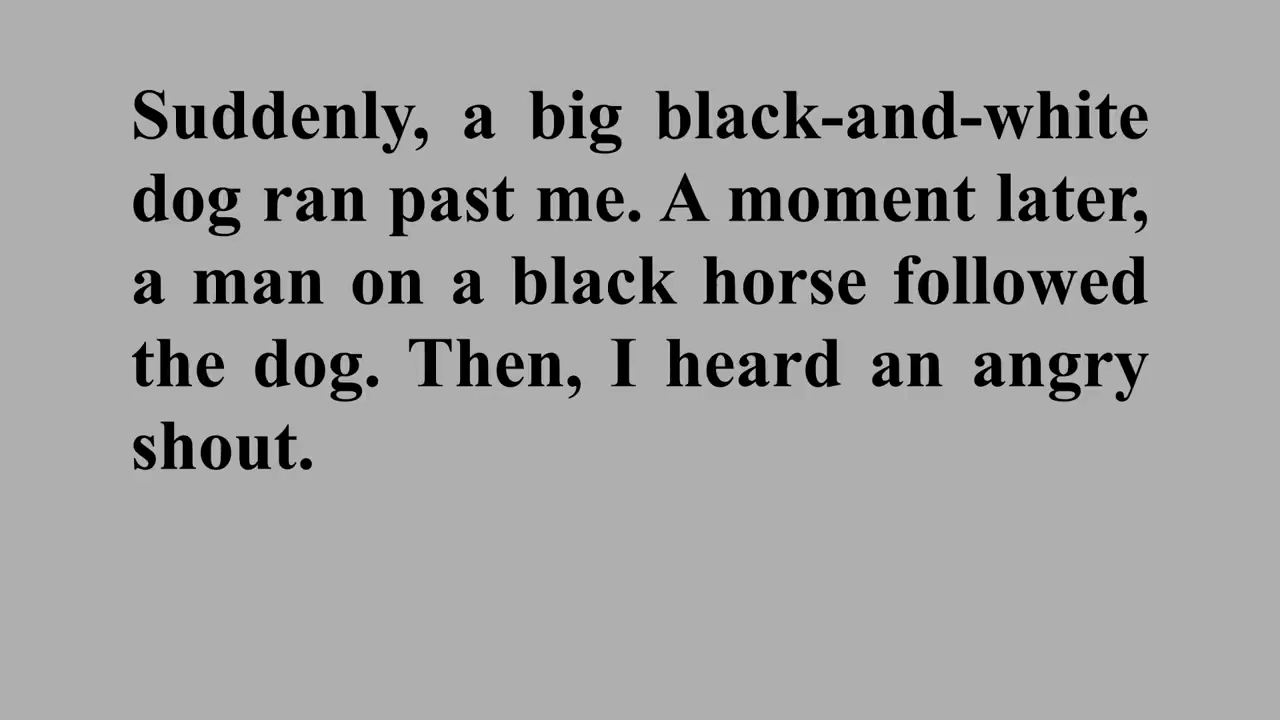 Suddenly, a big black-and-white
dog ran past me. A moment later,
a man on a black horse followed
the dog. Then, I heard an angry
shout.